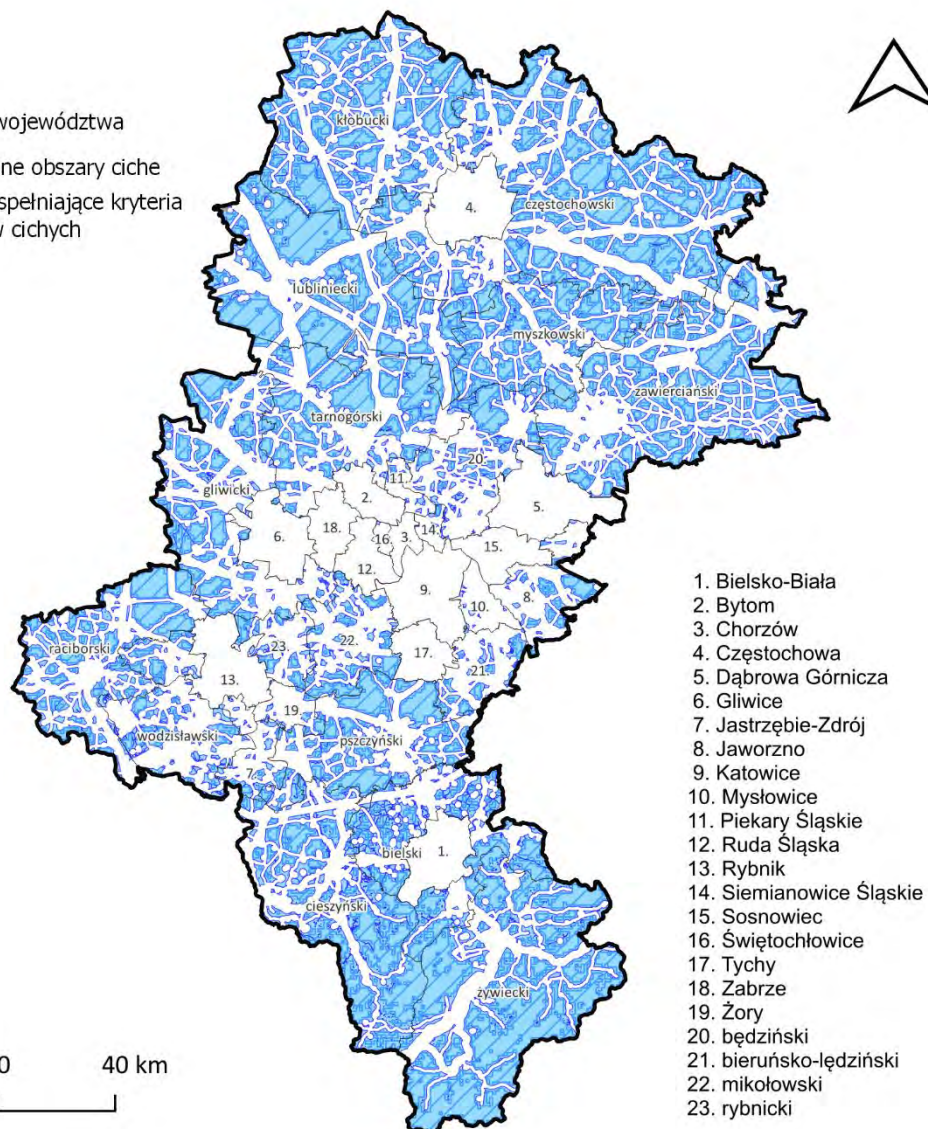 województwa
ne obszary ciche
spełniające kryteria
w cichych
kłobucki
4.
częstochowski
lubliniecki
myszkowski
zawierciański
tarnogórski
20.
11.
gliwicki
2.
5.
6.
18.
16.
3.
14.
15.
12.
9.
10.
8.
raciborski
23.
22.
17.
21.
13.
19.
wodzisławski
pszczyński
7.
bielski
1.
cieszyński
żywiecki
1. Bielsko-Biała
2. Bytom
3. Chorzów
4. Częstochowa
5. Dąbrowa Górnicza
6. Gliwice
7. Jastrzębie-Zdrój
8. Jaworzno
9. Katowice
10. Mysłowice
11. Piekary Śląskie
12. Ruda Śląska
13. Rybnik
14. Siemianowice Śląskie
15. Sosnowiec
16. Świętochłowice
17. Tychy
18. Zabrze
19. Żory
20. będziński
21. bieruńsko-lędziński
22. mikołowski
23. rybnicki
0 40 km